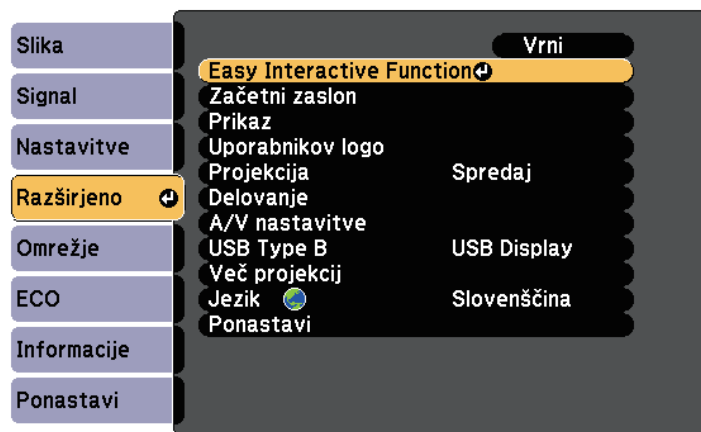 Slika
Signal
Nastavitve
Razširjeno
Omrežje
ECO
Informacije
Ponastavi
Vrni
Easy Interactive Function
Začetni zaslon
Prikaz
Uporabnikov logo
Projekcija Spredaj
Delovanje
A/V nastavitve
USB Type B USB Display
Več projekcij
Jezik Slovenščina
Ponastavi